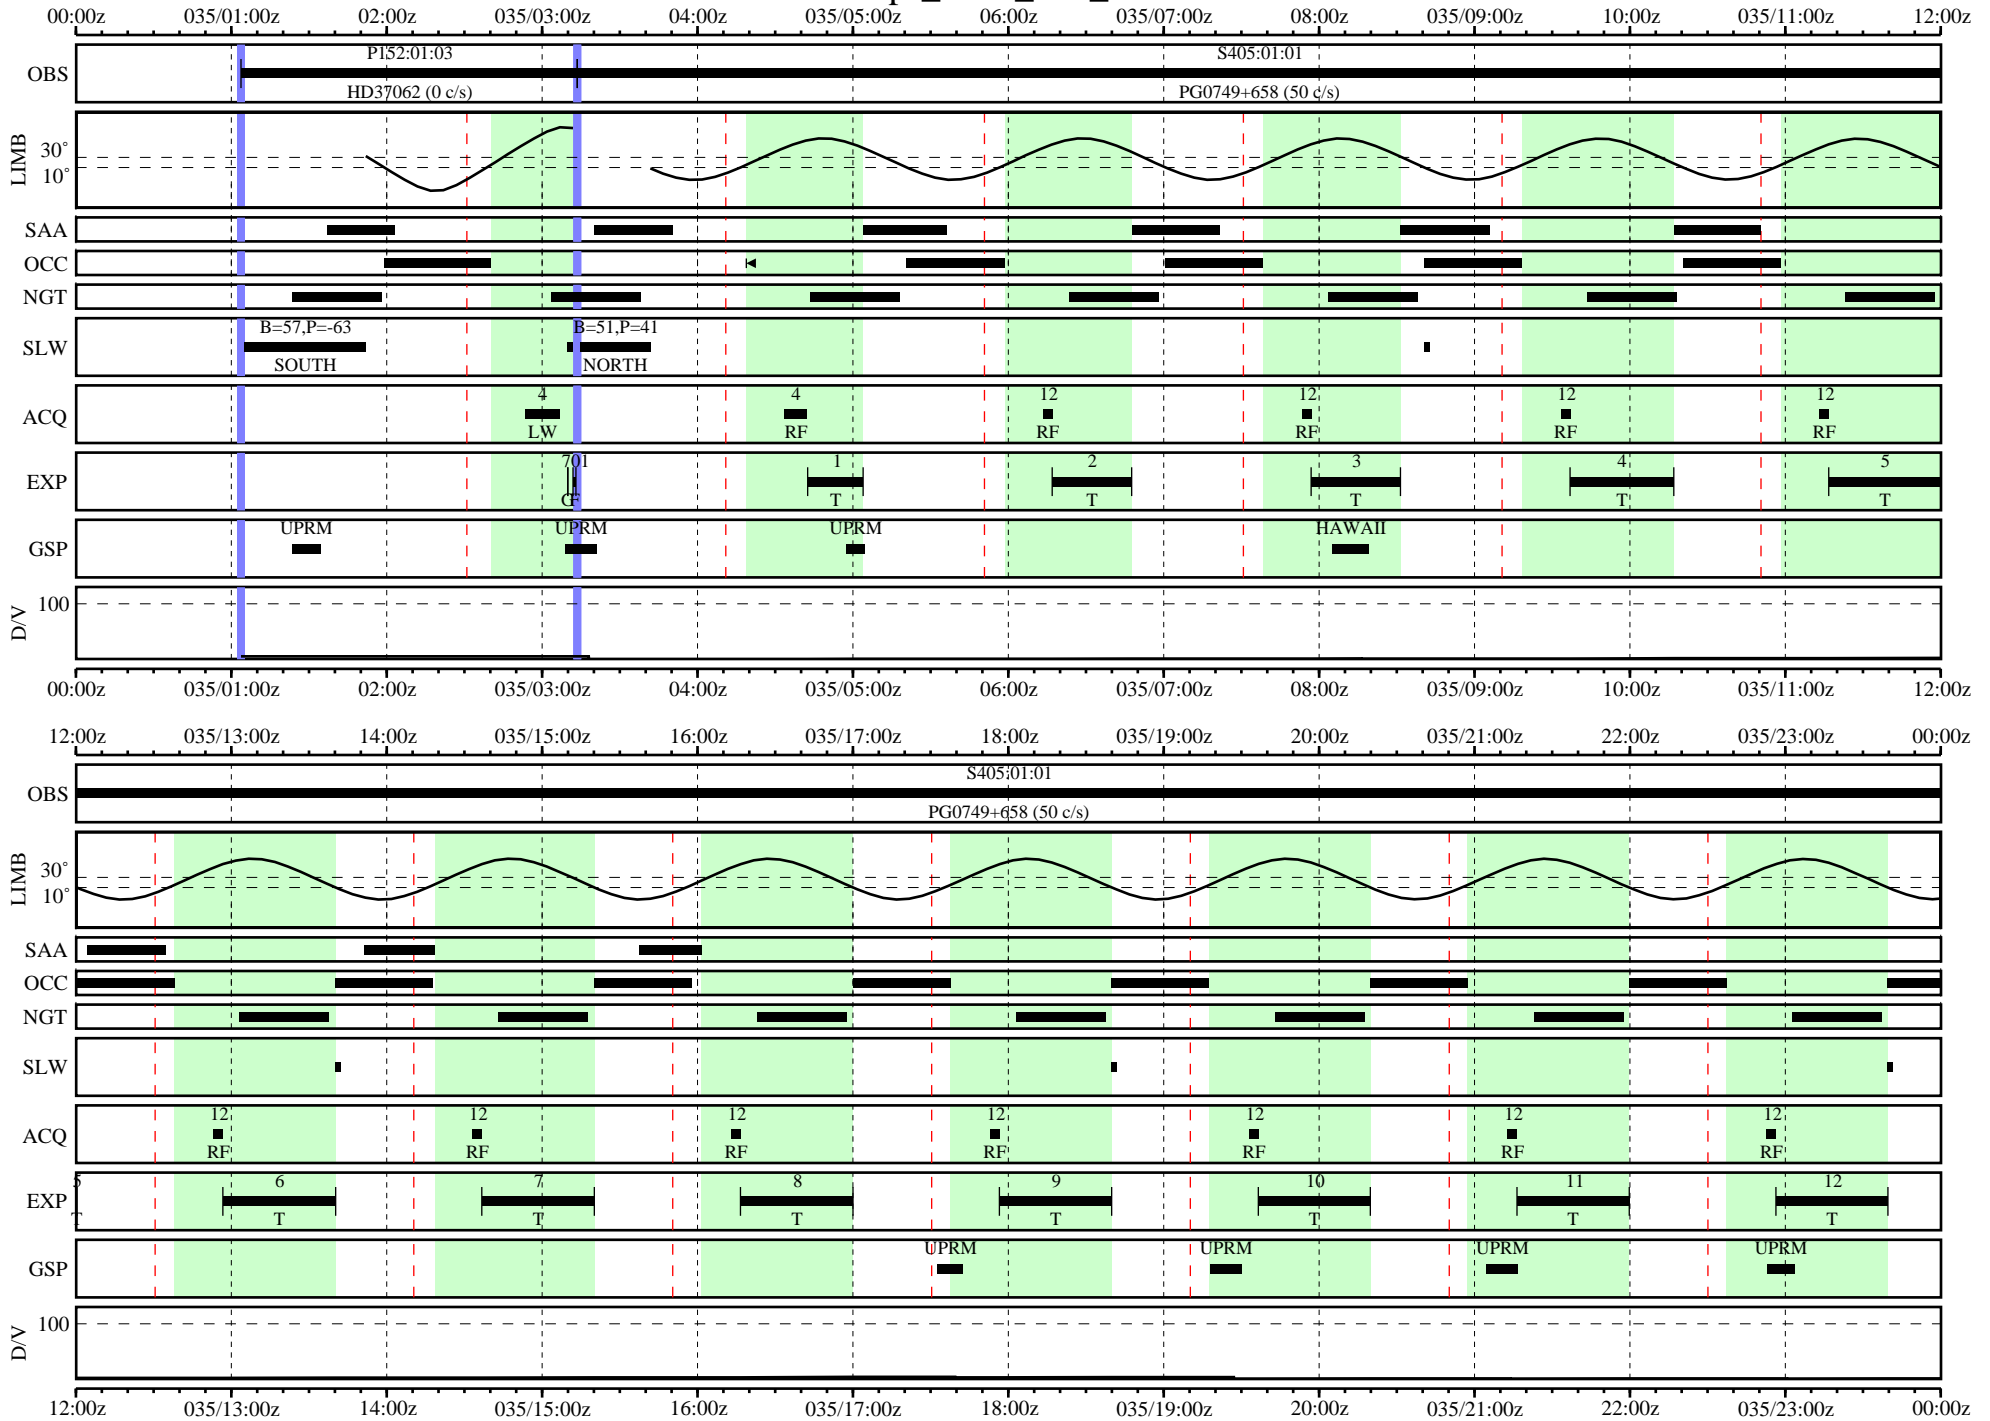 00:00z 035/01:00z 02:00z 035/03:00z 04:00z 035/05:00z 06:00z 035/07:00z 08:00z 035/09:00z 10:00z 035/11:00z 12:00z
OBS P152:01:03 S405:01:01
HD37062 (0 c/s) PG0749+658 (50 c/s)
LIMB 30° 10°
SAA
OCC
NGT
SLW B=57,P=-63 B=51,P=41
SOUTH NORTH
ACQ 4 4 12 12 12 12
LW RF RF RF RF RF
EXP 701 1 2 3 4 5
T T T T T
GSP UPRM UPRM UPRM HAWAII
D/V 100
00:00z 035/01:00z 02:00z 035/03:00z 04:00z 035/05:00z 06:00z 035/07:00z 08:00z 035/09:00z 10:00z 035/11:00z 12:00z
12:00z 035/13:00z 14:00z 035/15:00z 16:00z 035/17:00z 18:00z 035/19:00z 20:00z 035/21:00z 22:00z 035/23:00z 00:00z
OBS S405:01:01
PG0749+658 (50 c/s)
LIMB 30° 10°
SAA
OCC
NGT
SLW
ACQ 12 12 12 12 12 12 12
RF RF RF RF RF RF RF
EXP 5 6 7 8 9 10 11 12
T T T T T T T T
GSP UPRM UPRM UPRM UPRM
D/V 100
12:00z 035/13:00z 14:00z 035/15:00z 16:00z 035/17:00z 18:00z 035/19:00z 20:00z 035/21:00z 22:00z 035/23:00z 00:00z